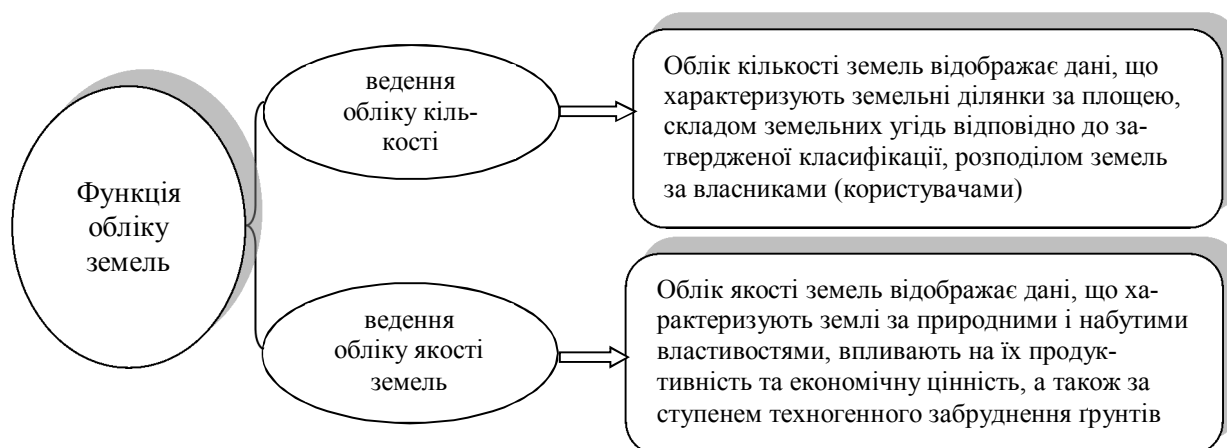 Функція
обліку
земель
ведення
обліку кіль-
кості
Облік кількості земель відображає дані, що
характеризують земельні ділянки за площею,
складом земельних угідь відповідно до за-
твердженої класифікації, розподілом земель
за власниками (користувачами)
ведення
обліку якості
земель
Облік якості земель відображає дані, що ха-
рактеризують землі за природними і набутими
властивостями, впливають на їх продук-
тивність та економічну цінність, а також за
ступенем техногенного забруднення ґрунтів